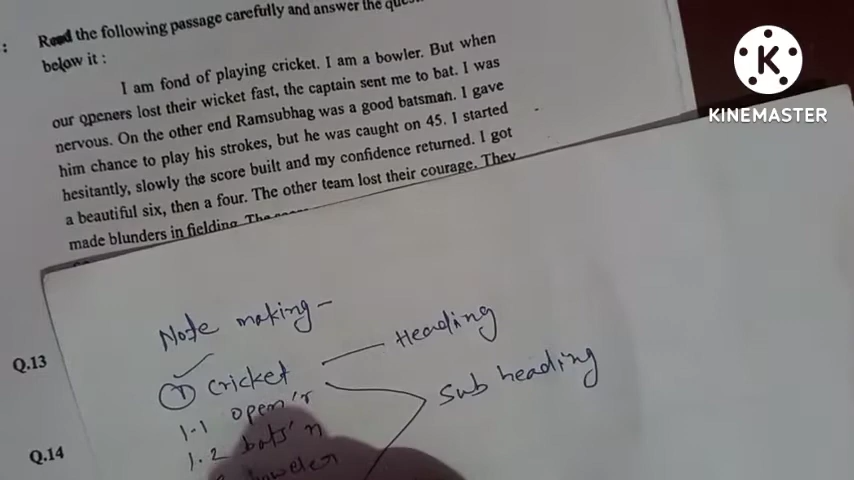 : Read the following passage carefully and answer the ques
below it :
I am fond of playing cricket. I am a bowler. But when
our openers lost their wicket fast, the captain sent me to bat. I was
nervous. On the other end Ramsubhag was a good batsman. I gave
him chance to play his strokes, but he was caught on 45. I started
hesitantly, slowly the score built and my confidence returned. I got
a beautiful six, then a four. The other team lost their courage. They
made blunders in fielding. The
K
KINEMASTER
Note making -
Q.13
① Cricket
Heading
1.1 open'r
Sub heading
1.2 bats'n
Q.14